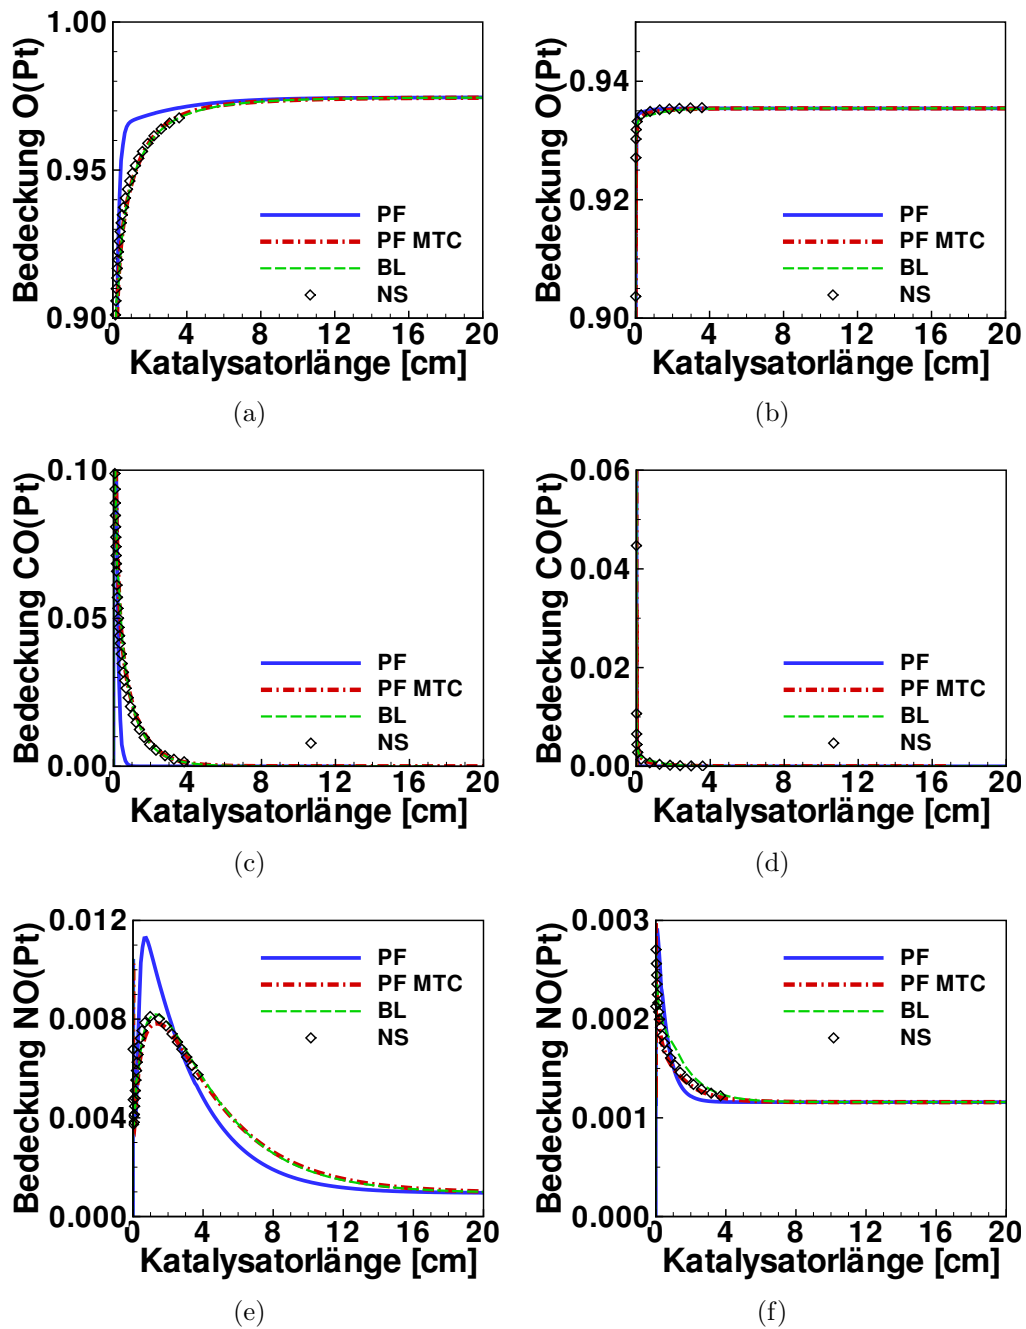 Bedeckung O(Pt)
1.00
0.95
0.90
0 4 8 12 16 20
Katalysatorlänge [cm]
PF
PF MTC
BL
NS
(a)
Bedeckung O(Pt)
0.94
0.92
0.90
0 4 8 12 16 20
Katalysatorlänge [cm]
PF
PF MTC
BL
NS
(b)
Bedeckung CO(Pt)
0.10
0.05
0.00
0 4 8 12 16 20
Katalysatorlänge [cm]
PF
PF MTC
BL
NS
(c)
Bedeckung CO(Pt)
0.06
0.04
0.02
0.00
0 4 8 12 16 20
Katalysatorlänge [cm]
PF
PF MTC
BL
NS
(d)
Bedeckung NO(Pt)
0.012
0.008
0.004
0.000
0 4 8 12 16 20
Katalysatorlänge [cm]
PF
PF MTC
BL
NS
(e)
Bedeckung NO(Pt)
0.003
0.002
0.001
0.000
0 4 8 12 16 20
Katalysatorlänge [cm]
PF
PF MTC
BL
NS
(f)